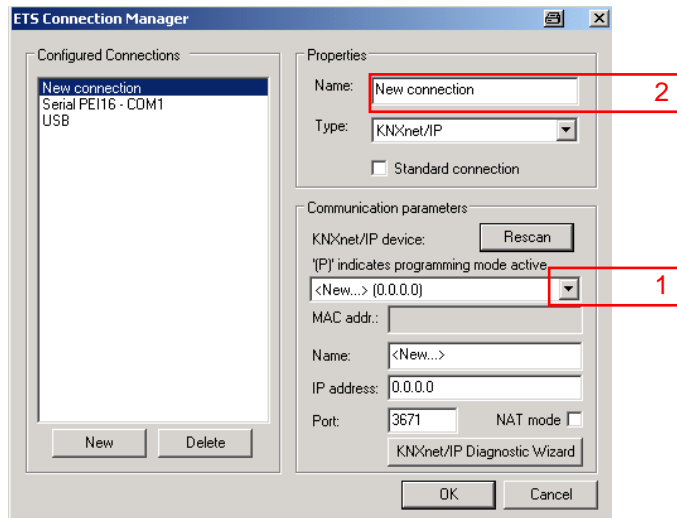 ETS Connection Manager
Configured Connections
New connection
Serial PEI16 - COM1
USB
New
Delete
Properties
Name: New connection
2
Type: KNXnet/IP
Standard connection
Communication parameters
KNXnet/IP device: Rescan
'(P)' indicates programming mode active
<New...> (0.0.0.0)
1
MAC addr.:
Name: <New...>
IP address: 0.0.0.0
Port: 3671 NAT mode
KNXnet/IP Diagnostic Wizard
OK Cancel